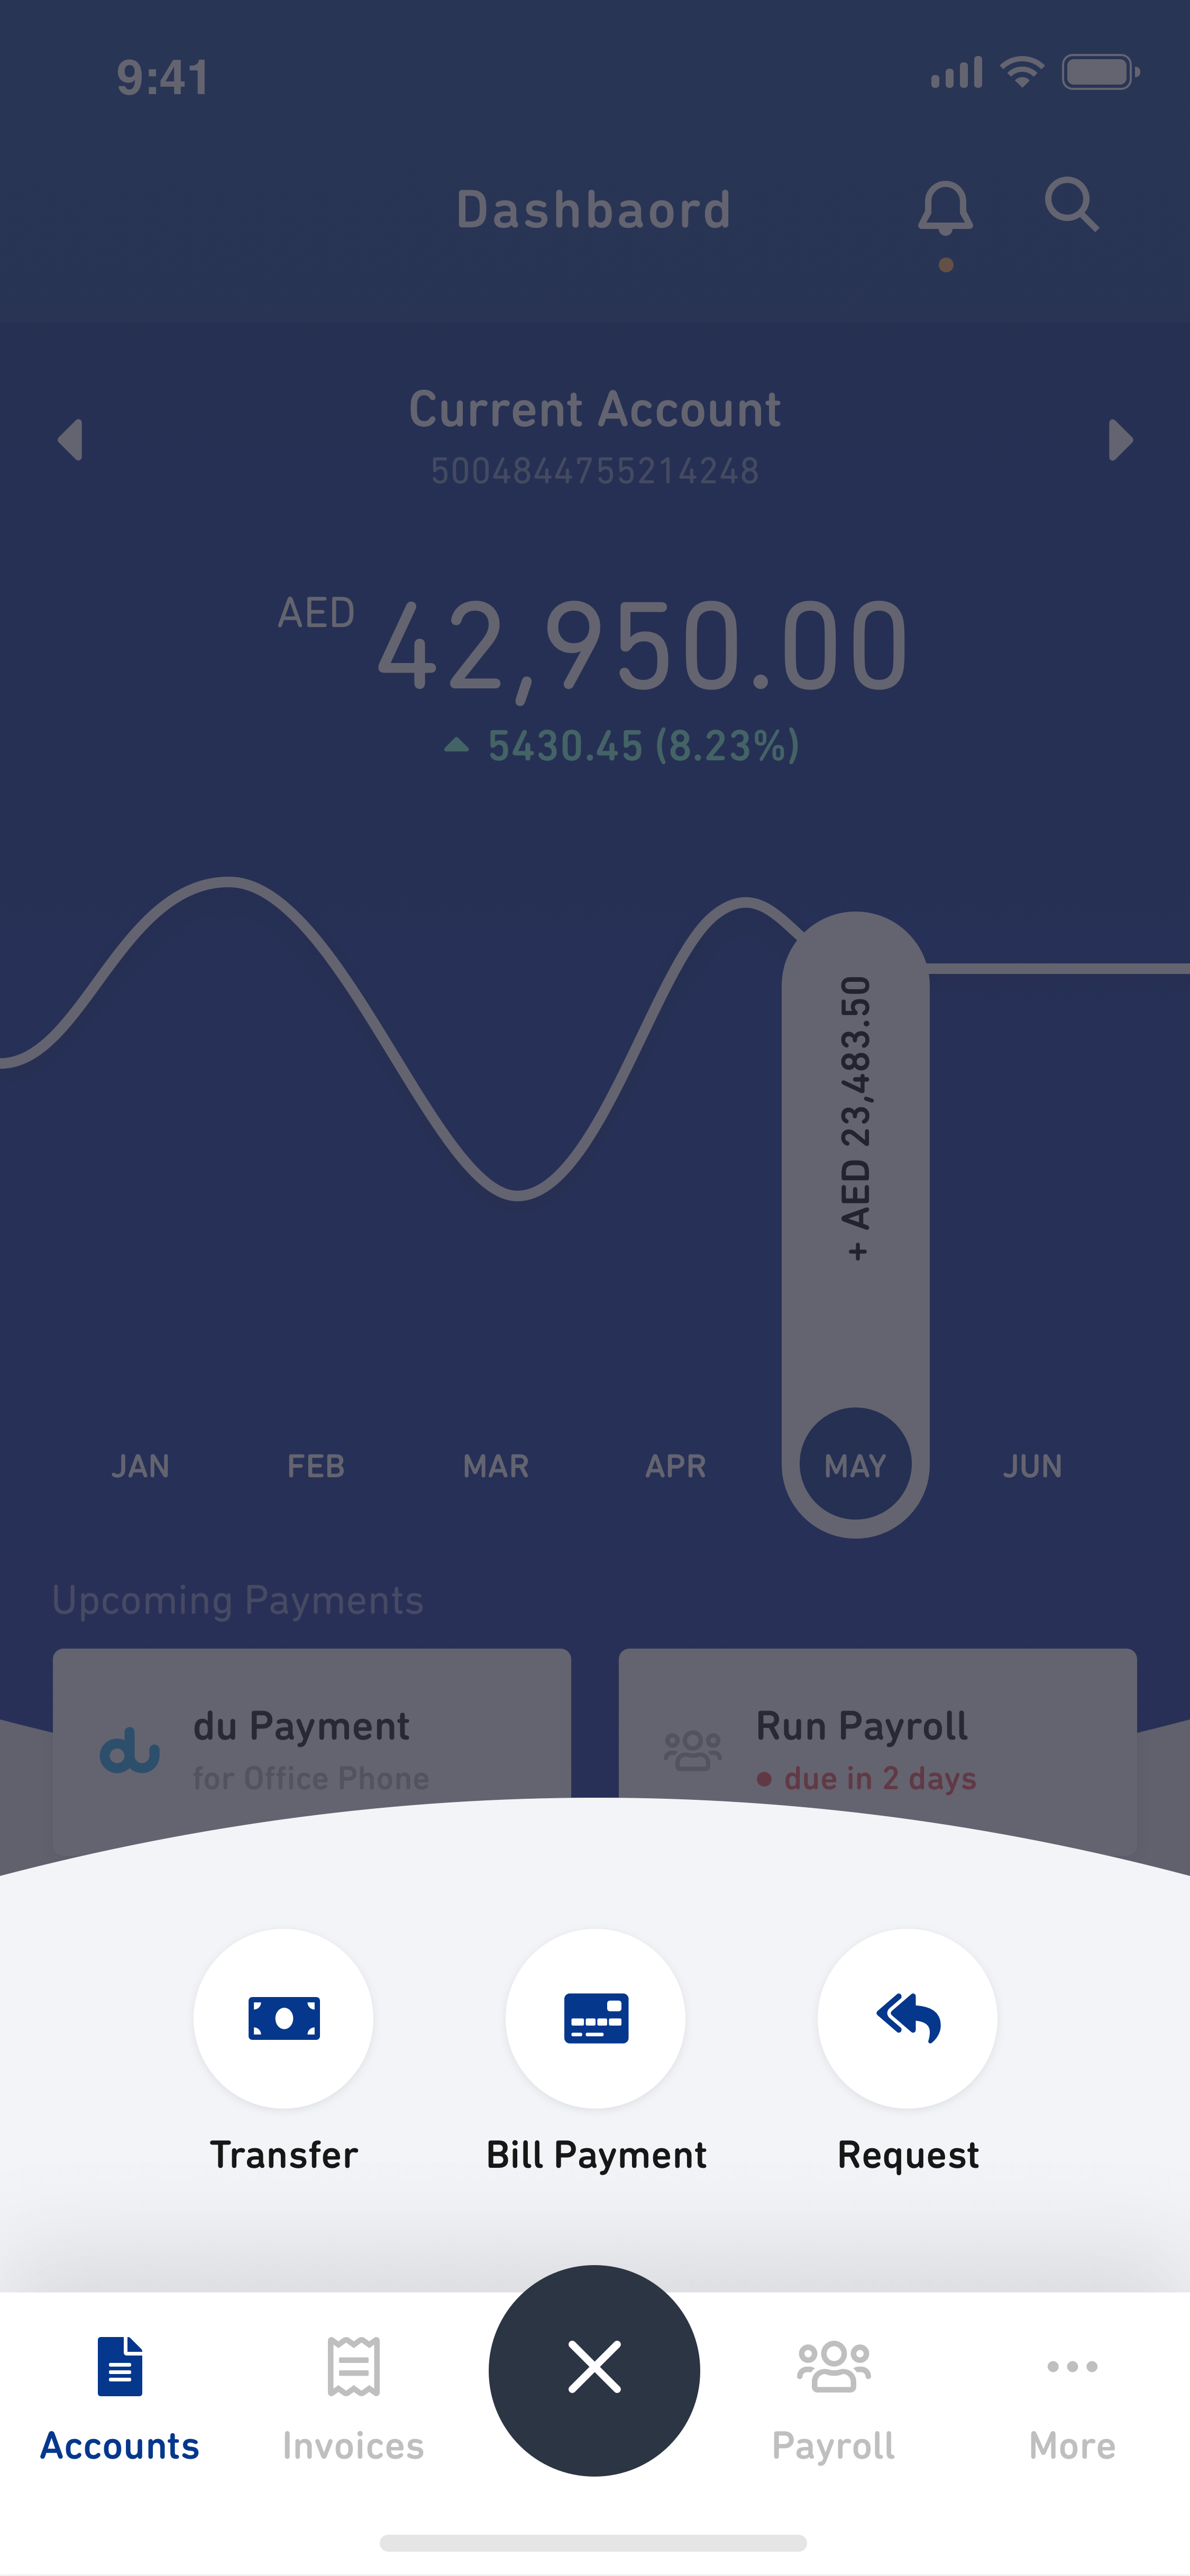 9:41
Dashbaord
Current Account
5004844755214248
AED 42,950.00
5430.45 (8.23%)
+ AED 23,483.50
JAN FEB MAR APR MAY JUN
Upcoming Payments
du du Payment
for Office Phone
Run Payroll
due in 2 days
Transfer Bill Payment Request
Accounts Invoices Payroll More